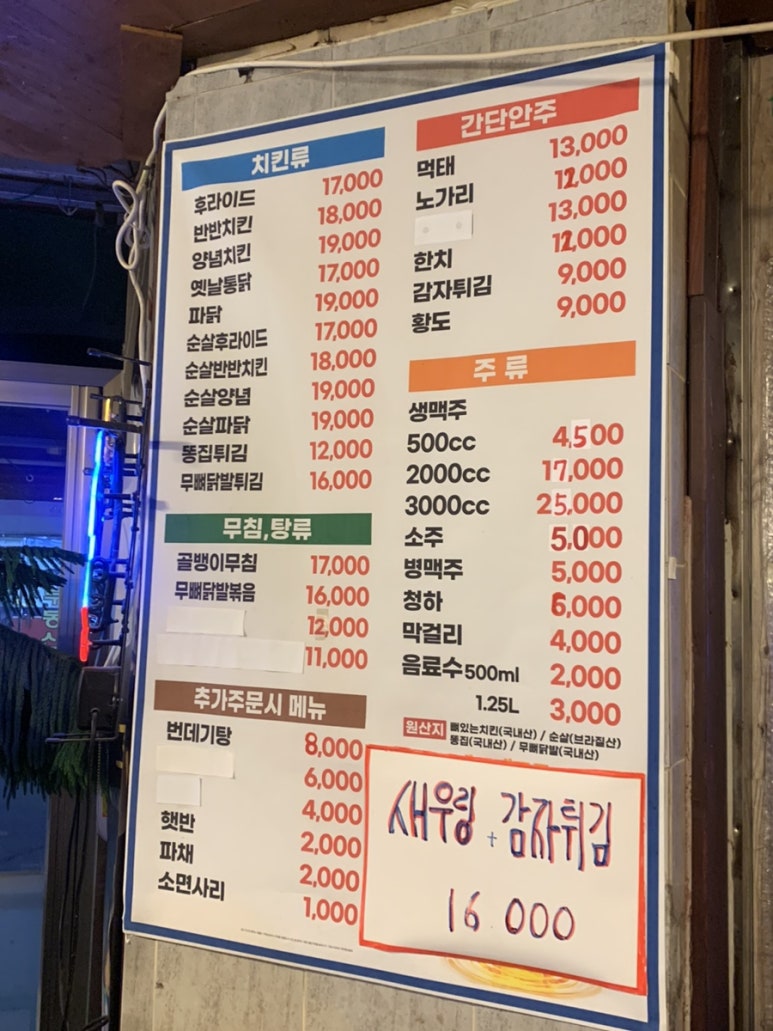 치킨류
후라이드 17,000
반반치킨 18,000
양념치킨 19,000
옛날통닭 17,000
파닭 19,000
순살후라이드 17,000
순살반반치킨 18,000
순살양념 19,000
순살파닭 19,000
똥집튀김 12,000
무뼈닭발튀김 16,000
무침,탕류
골뱅이무침 17,000
무뼈닭발볶음 16,000
12,000
11,000
추가주문시 메뉴
번데기탕 8,000
6,000
4,000
햇반 2,000
파채 2,000
소면사리 1,000
간단안주
먹태 13,000
노가리 12,000
13,000
한치 12,000
감자튀김 9,000
황도 9,000
주 류
생맥주
500cc 4,500
2000cc 17,000
3000cc 25,000
소주 5,000
병맥주 5,000
청하 6,000
막걸리 4,000
음료수 500ml 2,000
1.25L 3,000
원산지 뼈있는치킨(국내산) / 순살(브라질산)
똥집(국내산) / 무뼈닭발(국내산)
새우링 + 감자튀김
16 000